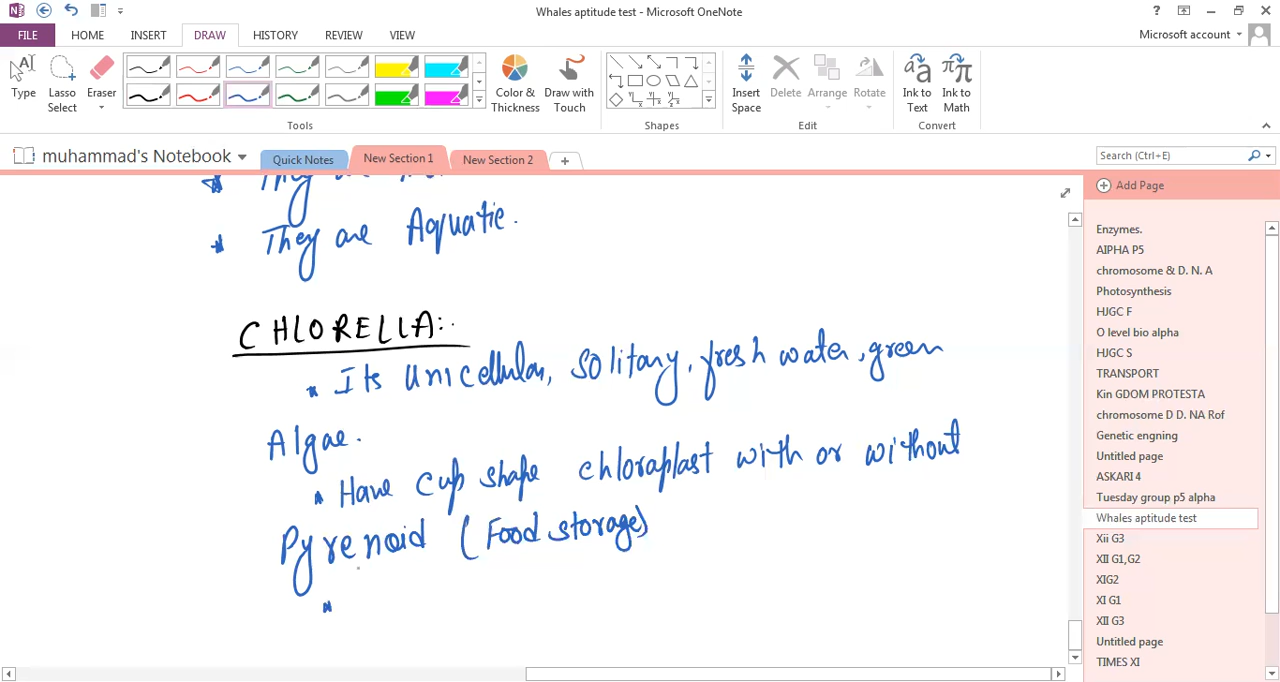 Whales aptitude test - Microsoft OneNote
FILE HOME INSERT DRAW HISTORY REVIEW VIEW
Microsoft account
Type
Lasso Select
Eraser
Color & Thickness
Draw with Touch
Insert Space
Delete
Arrange
Rotate
Ink to Text
Ink to Math
Tools
Shapes
Edit
Convert
muhammad's Notebook Quick Notes New Section 1 New Section 2
Search (Ctrl+E)
They are
* They are Aquatic.
CHLORELLA:.
* Its Unicellular, Solitary, fresh water, green
Algae.
* Have cup shape chloraplast with or without
Pyrenoid (Food storage)
*
Add Page
Enzymes.
AIPHA P5
chromosome & D. N. A
Photosynthesis
HJGC F
O level bio alpha
HJGC S
TRANSPORT
Kin GDOM PROTESTA
chromosome D D. NA Rof
Genetic engning
Untitled page
ASKARI 4
Tuesday group p5 alpha
Whales aptitude test
Xii G3
XII G1,G2
XIG2
XI G1
XII G3
Untitled page
TIMES XI